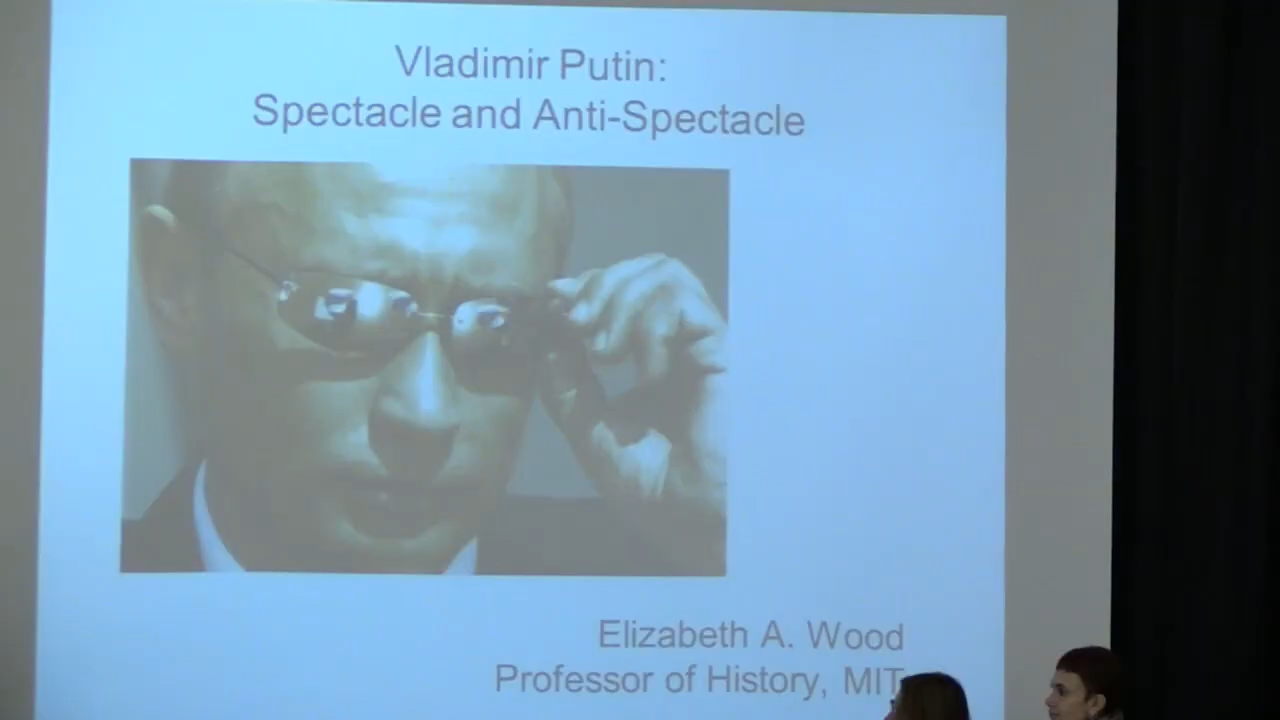 Vladimir Putin:
Spectacle and Anti-Spectacle
Elizabeth A. Wood
Professor of History, MIT